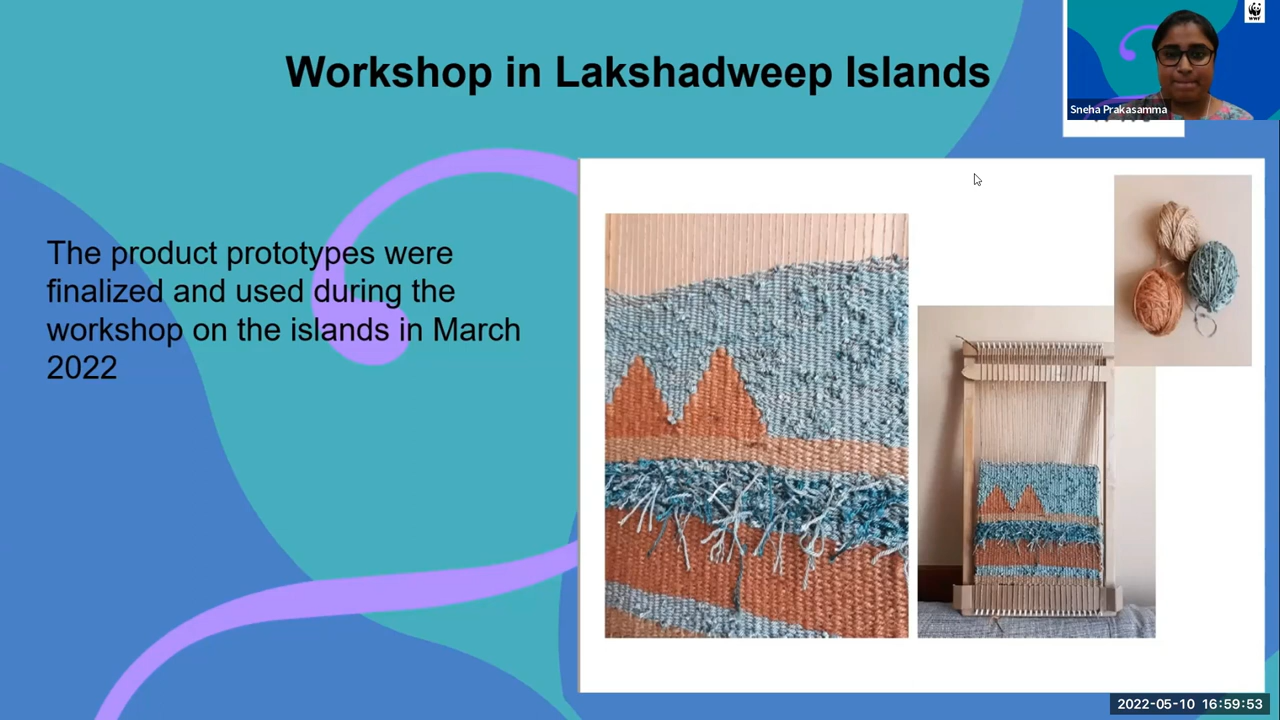 Workshop in Lakshadweep Islands
WWF
Sneha Prakasamma
The product prototypes were
finalized and used during the
workshop on the islands in March
2022
2022-05-10 16:59:53